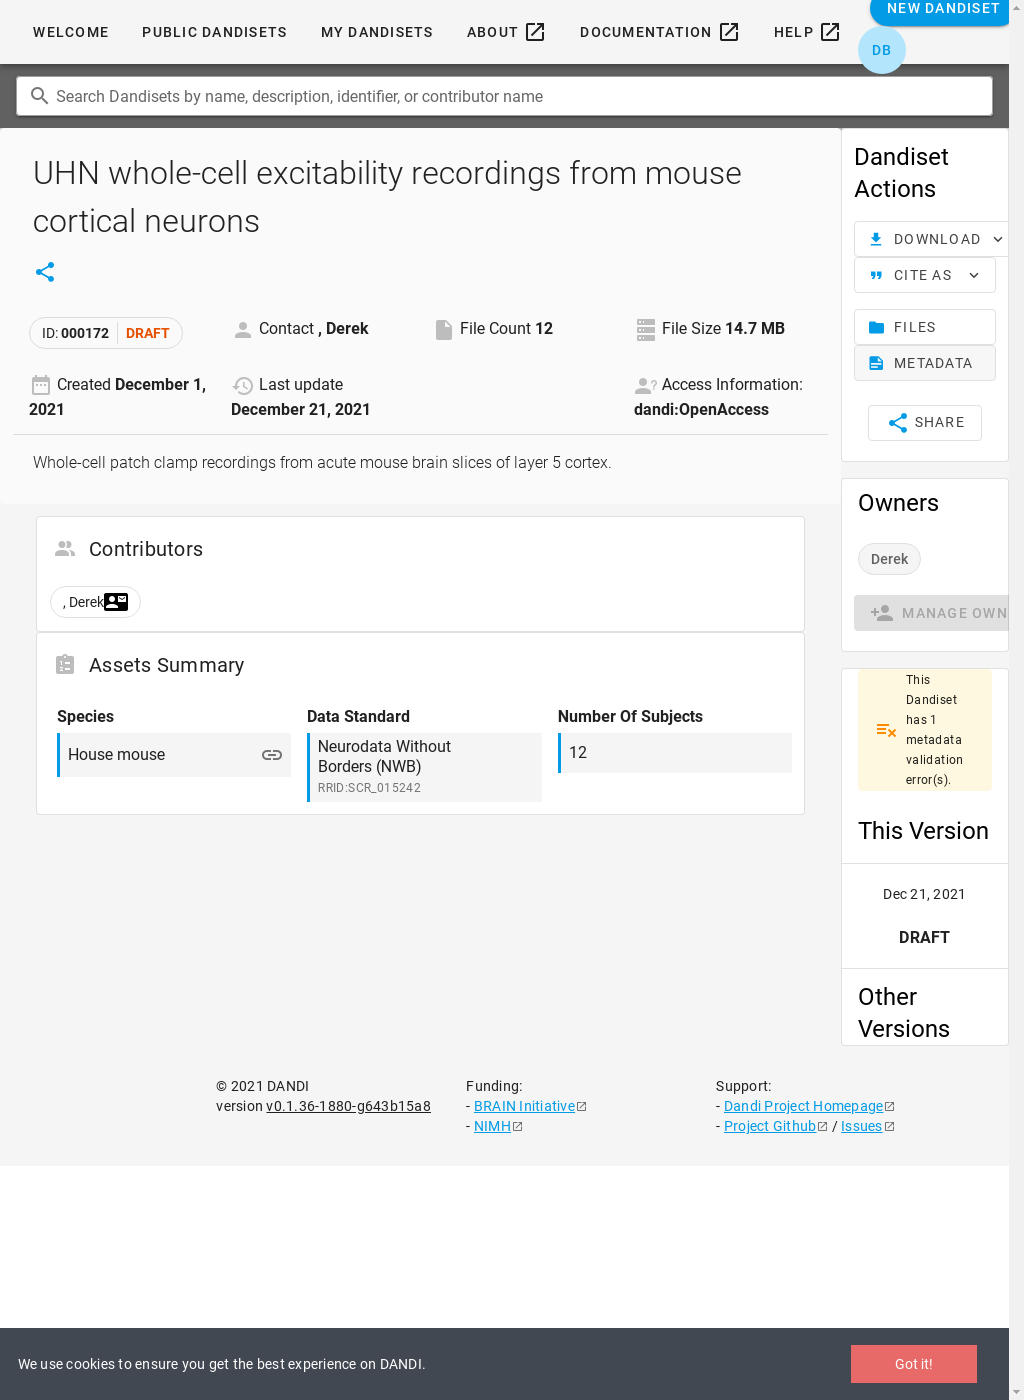 WELCOME
PUBLIC DANDISETS
MY DANDISETS
ABOUT
DOCUMENTATION
HELP
NEW DANDISET
DB
Search Dandisets by name, description, identifier, or contributor name
UHN whole-cell excitability recordings from mouse
cortical neurons
ID: 000172 DRAFT
Contact , Derek
File Count 12
File Size 14.7 MB
Created December 1,
2021
Last update
December 21, 2021
Access Information:
dandi:OpenAccess
Whole-cell patch clamp recordings from acute mouse brain slices of layer 5 cortex.
Contributors
, Derek
Assets Summary
Species
House mouse
Data Standard
Neurodata Without
Borders (NWB)
RRID:SCR_015242
Number Of Subjects
12
Dandiset
Actions
DOWNLOAD
CITE AS
FILES
METADATA
SHARE
Owners
Derek
MANAGE OWN
This
Dandiset
has 1
metadata
validation
error(s).
This Version
Dec 21, 2021
DRAFT
Other
Versions
© 2021 DANDI
version v0.1.36-1880-g643b15a8
Funding:
- BRAIN Initiative
- NIMH
Support:
- Dandi Project Homepage
- Project Github / Issues
We use cookies to ensure you get the best experience on DANDI.
Got it!